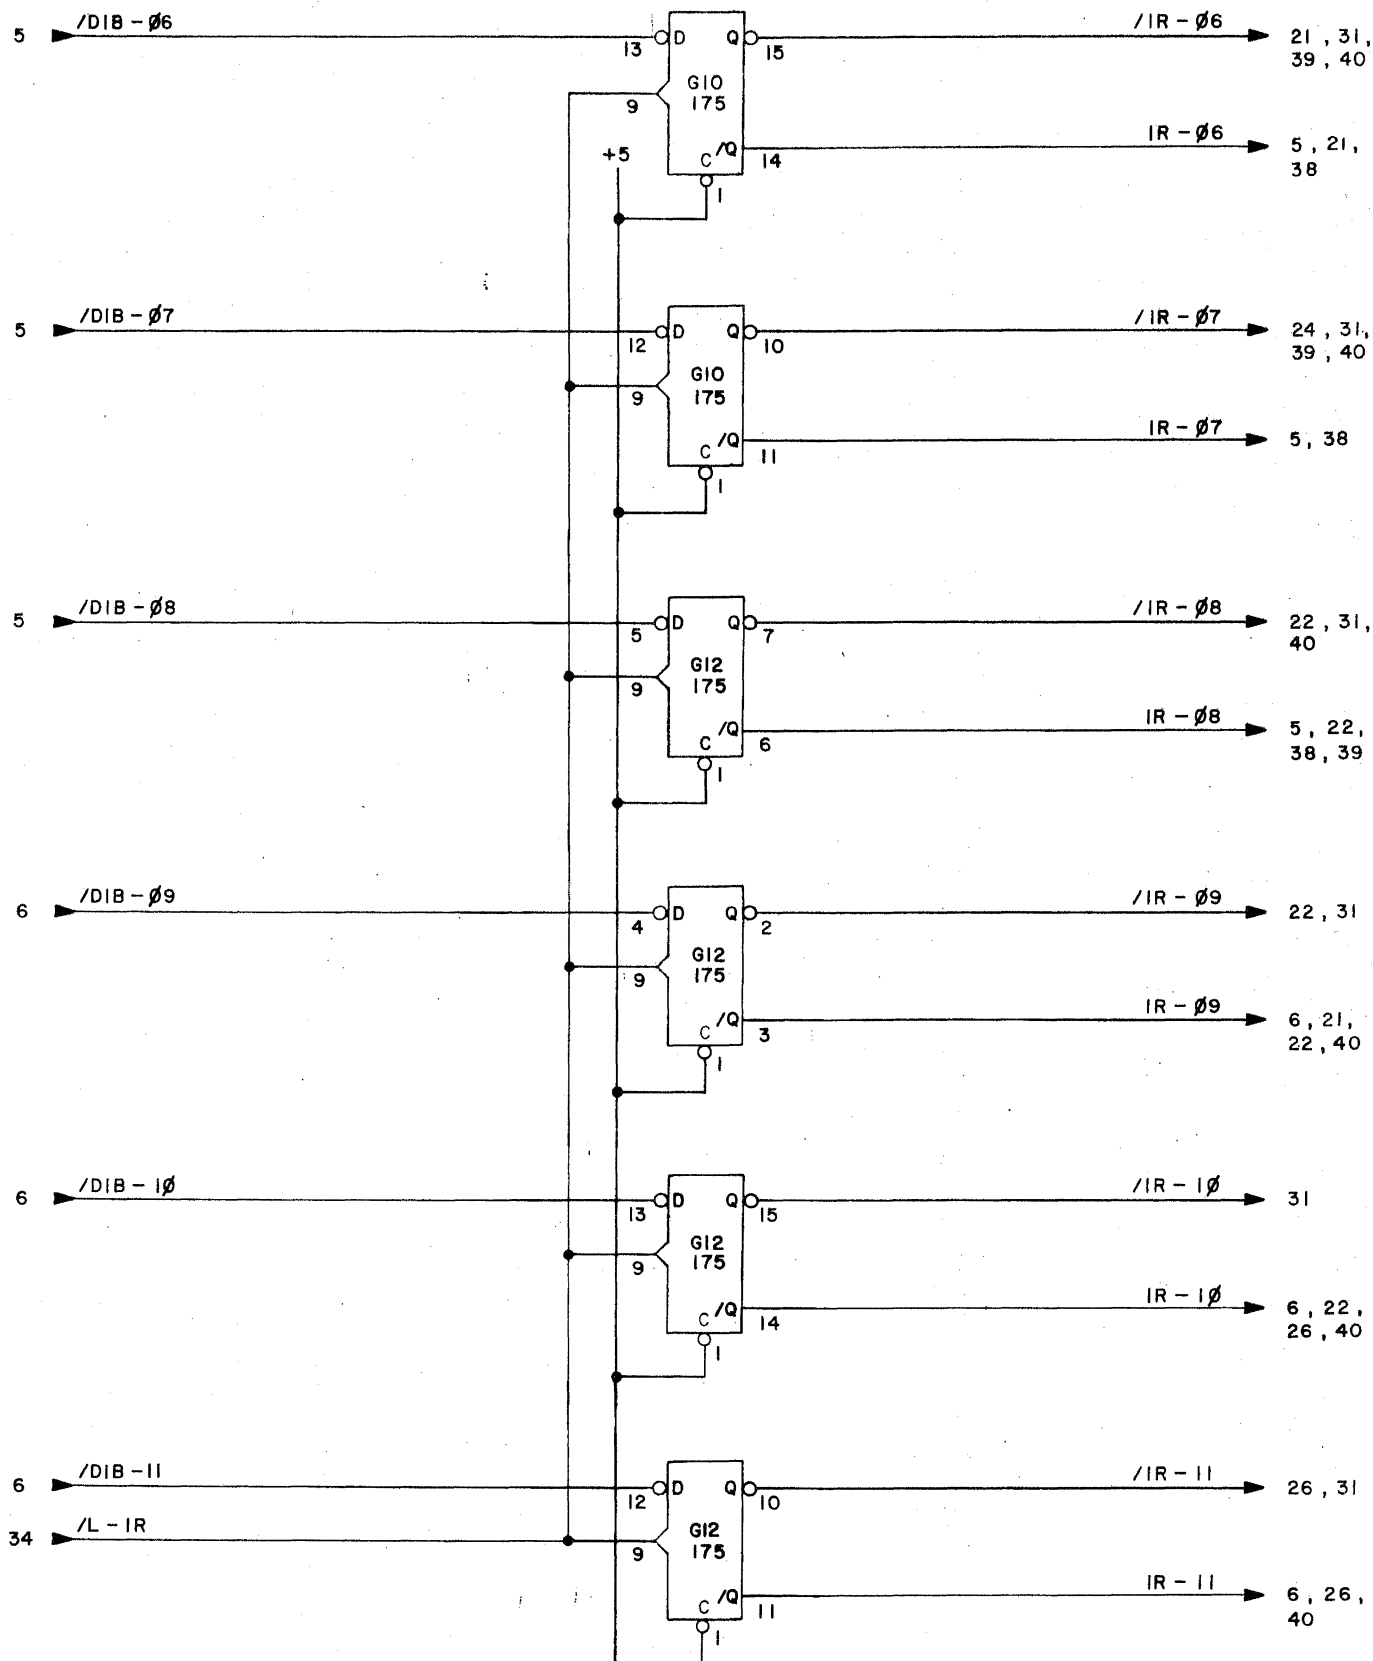 5 /DIB-Ø6 13 D Q 15 /IR-Ø6 21, 31,
39, 40
G10
175
9
+5
C /Q 14 IR-Ø6 5, 21,
38
1
5 /DIB-Ø7 12 D Q 10 /IR-Ø7 24, 31,
39, 40
G10
175
9
C /Q 11 IR-Ø7 5, 38
1
5 /DIB-Ø8 5 D Q 7 /IR-Ø8 22, 31,
40
G12
175
9
C /Q 6 IR-Ø8 5, 22,
38, 39
1
6 /DIB-Ø9 4 D Q 2 /IR-Ø9 22, 31
G12
175
9
C /Q 3 IR-Ø9 6, 21,
22, 40
1
6 /DIB-1Ø 13 D Q 15 /IR-1Ø 31
G12
175
9
C /Q 14 IR-1Ø 6, 22,
26, 40
1
6 /DIB-11 12 D Q 10 /IR-11 26, 31
34 /L-IR 9
G12
175
C /Q 11 IR-11 6, 26,
40
1